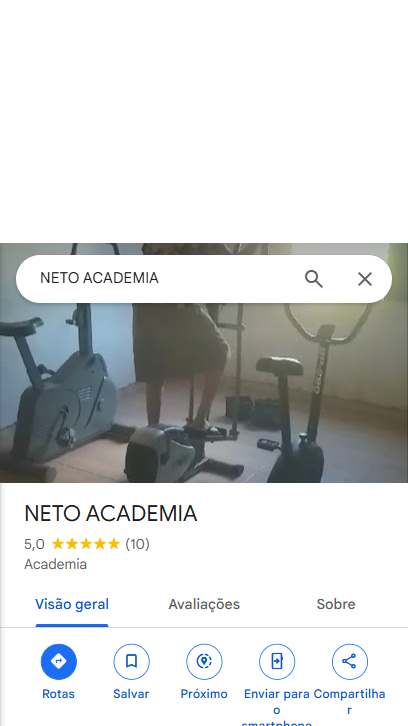 NETO ACADEMIA
NETO ACADEMIA
5,0 (10)
Academia
Visão geral Avaliações Sobre
Rotas Salvar Próximo Enviar para o smartphone Compartilhar